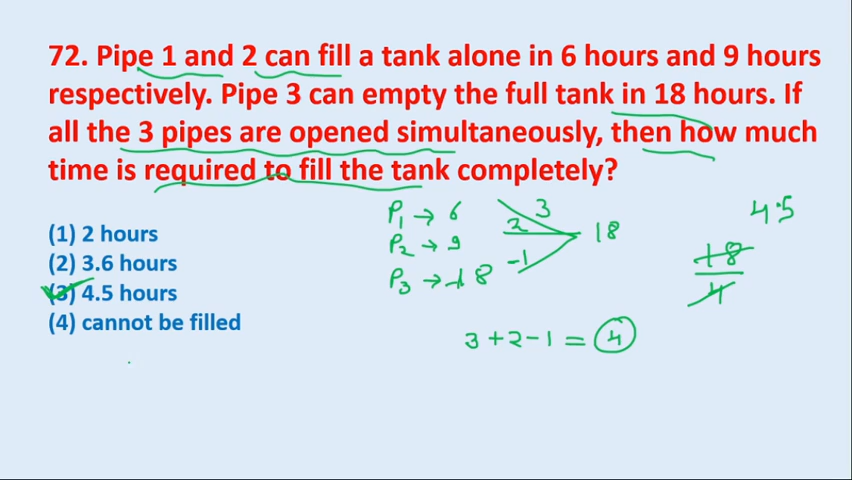 72. Pipe 1 and 2 can fill a tank alone in 6 hours and 9 hours
respectively. Pipe 3 can empty the full tank in 18 hours. If
all the 3 pipes are opened simultaneously, then how much
time is required to fill the tank completely?
(1) 2 hours
(2) 3.6 hours
(3) 4.5 hours
(4) cannot be filled
P1 → 6
P2 → 9
P3 → -18
3
2
-1
18
3+2-1 = 4
4.5
18
4